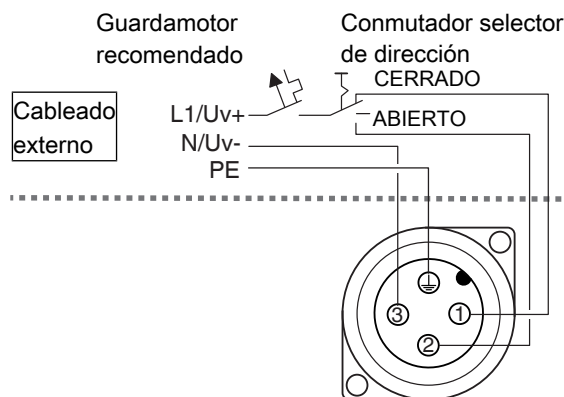 Guardamotor
recomendado
Conmutador selector
de dirección
CERRADO
Cableado
externo
L1/Uv+
ABIERTO
N/Uv-
PE
3
1
2